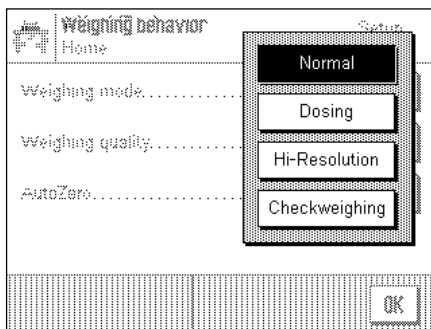 Weighing behavior
Setup
Home
Normal
Weighing mode
Dosing
Weighing quality
Hi-Resolution
AutoZero
Checkweighing
OK